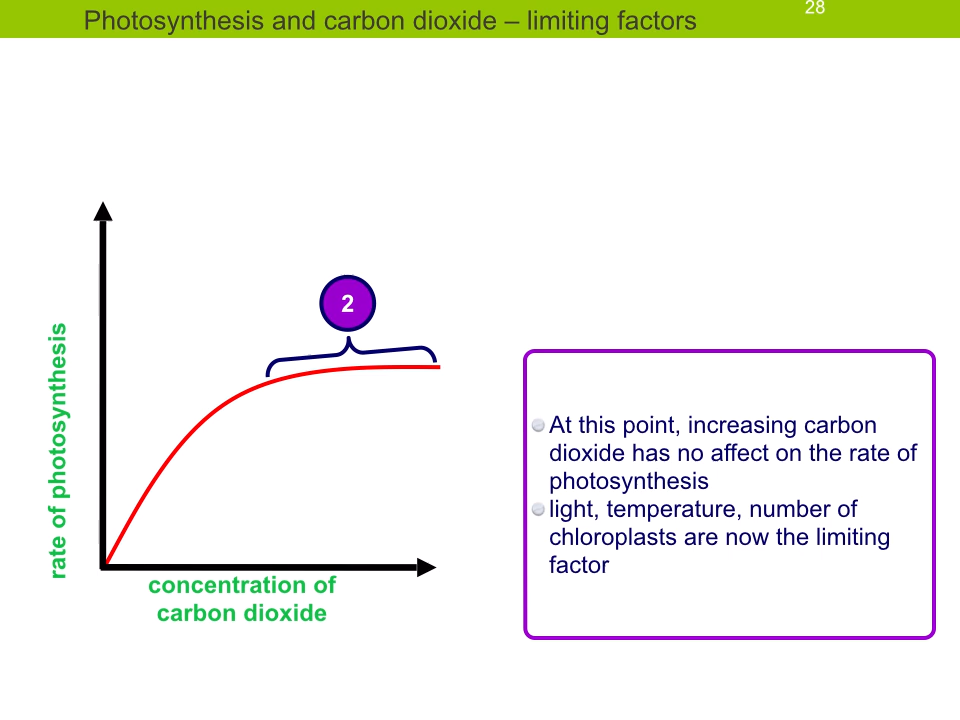 Photosynthesis and carbon dioxide – limiting factors
28
2
rate of photosynthesis
concentration of
carbon dioxide
At this point, increasing carbon
dioxide has no affect on the rate of
photosynthesis
light, temperature, number of
chloroplasts are now the limiting
factor